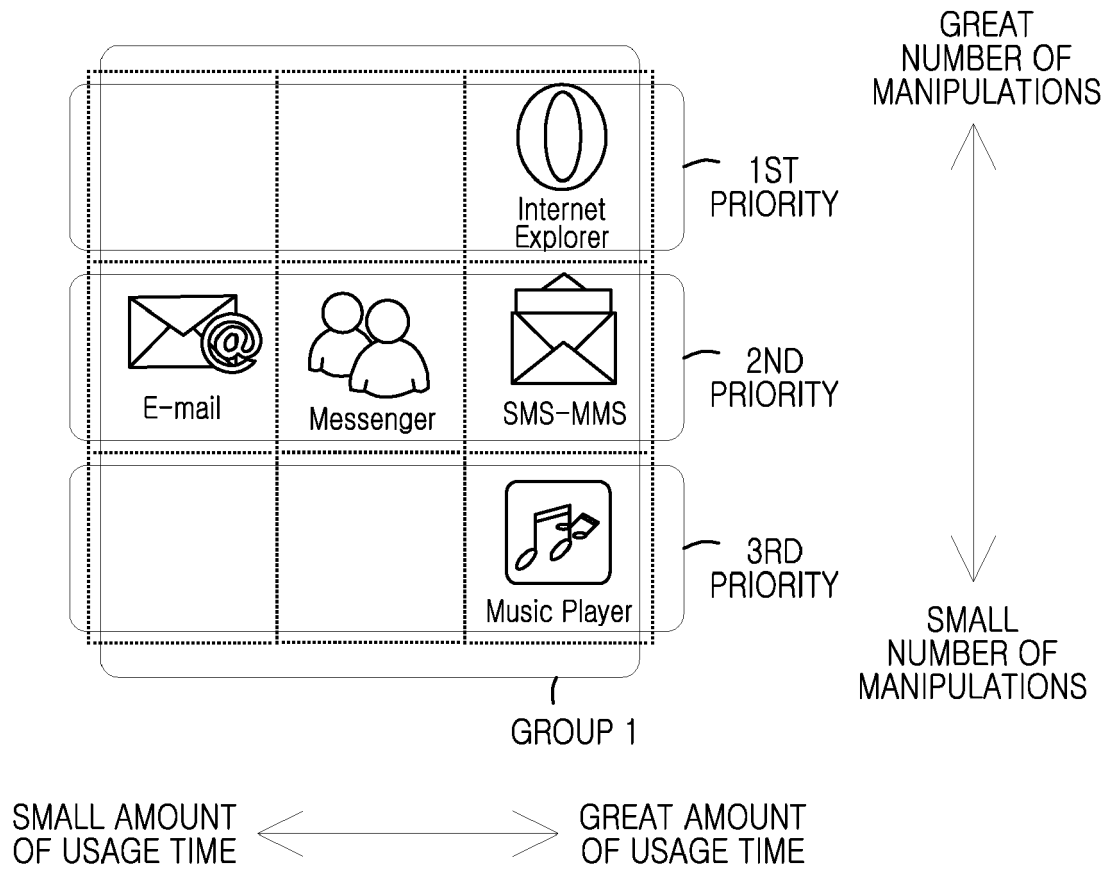 GREAT
NUMBER OF
MANIPULATIONS
Internet
Explorer
1ST
PRIORITY
@
E-mail
Messenger
SMS-MMS
2ND
PRIORITY
Music Player
3RD
PRIORITY
SMALL
NUMBER OF
MANIPULATIONS
GROUP 1
SMALL AMOUNT
OF USAGE TIME
GREAT AMOUNT
OF USAGE TIME